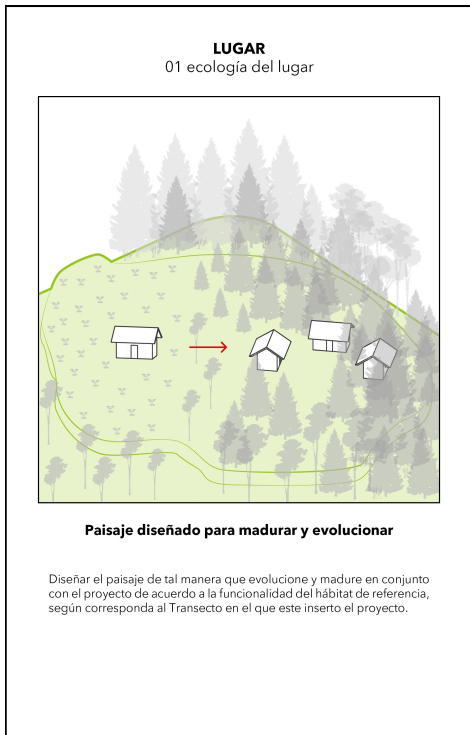 LUGAR
01 ecología del lugar
Paisaje diseñado para madurar y evolucionar
Diseñar el paisaje de tal manera que evolucione y madure en conjunto
con el proyecto de acuerdo a la funcionalidad del hábitat de referencia,
según corresponda al Transecto en el que este inserto el proyecto.